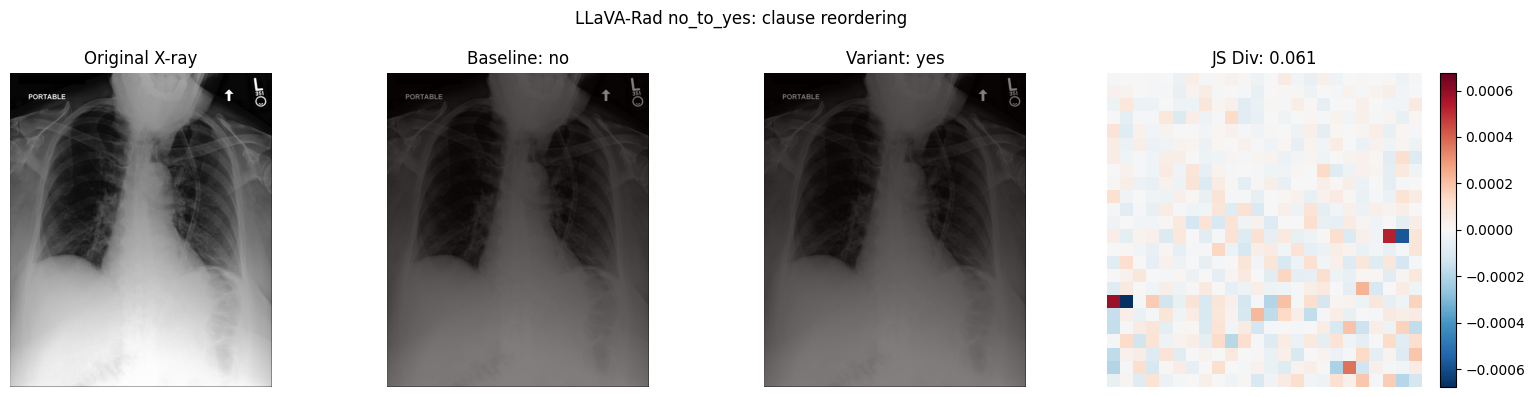 LLaVA-Rad no_to_yes: clause reordering
Original X-ray
Baseline: no
Variant: yes
JS Div: 0.061
PORTABLE
PORTABLE
PORTABLE
0.0006
0.0004
0.0002
0.0000
−0.0002
−0.0004
−0.0006